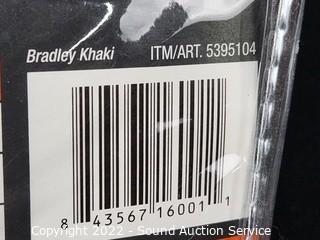 Bradley Khaki ITM/ART. 5395104
8 43567 16001 1
Copyright 2022 - Sound Auction Service